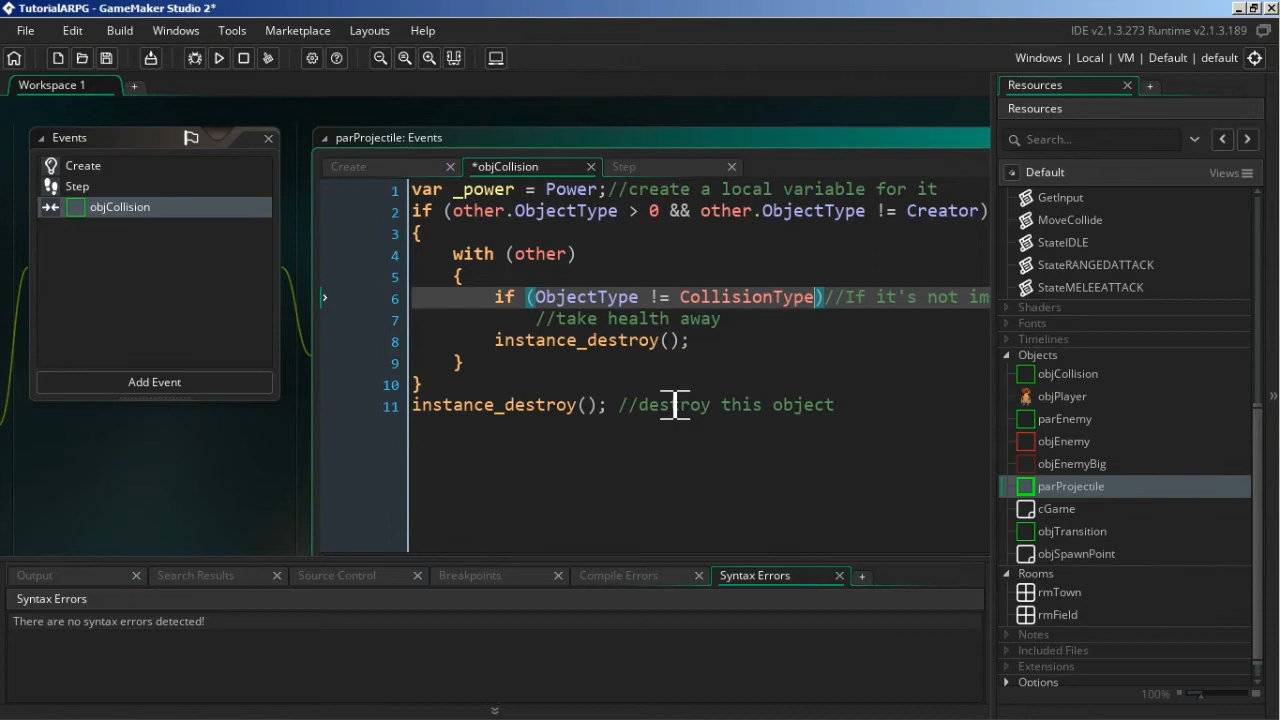 TutorialARPG - GameMaker Studio 2*
File Edit Build Windows Tools Marketplace Layouts Help
IDE v2.1.3.273 Runtime v2.1.3.189
Windows | Local | VM | Default | default
Workspace 1
Events
Create
Step
objCollision
Add Event
parProjectile: Events
Create *objCollision Step
1 var _power = Power;//create a local variable for it
2 if (other.ObjectType > 0 && other.ObjectType != Creator)
3 {
4 with (other)
5 {
6 if (ObjectType != CollisionType)//If it's not im
7 //take health away
8 instance_destroy();
9 }
10 }
11 instance_destroy(); //destroy this object
Output Search Results Source Control Breakpoints Compile Errors Syntax Errors
Syntax Errors
There are no syntax errors detected!
Resources
Resources
Search...
Default Views
GetInput
MoveCollide
StateIDLE
StateRANGEDATTACK
StateMELEEATTACK
Shaders
Fonts
Timelines
Objects
objCollision
objPlayer
parEnemy
objEnemy
objEnemyBig
parProjectile
cGame
objTransition
objSpawnPoint
Rooms
rmTown
rmField
Notes
Included Files
Extensions
Options
100%